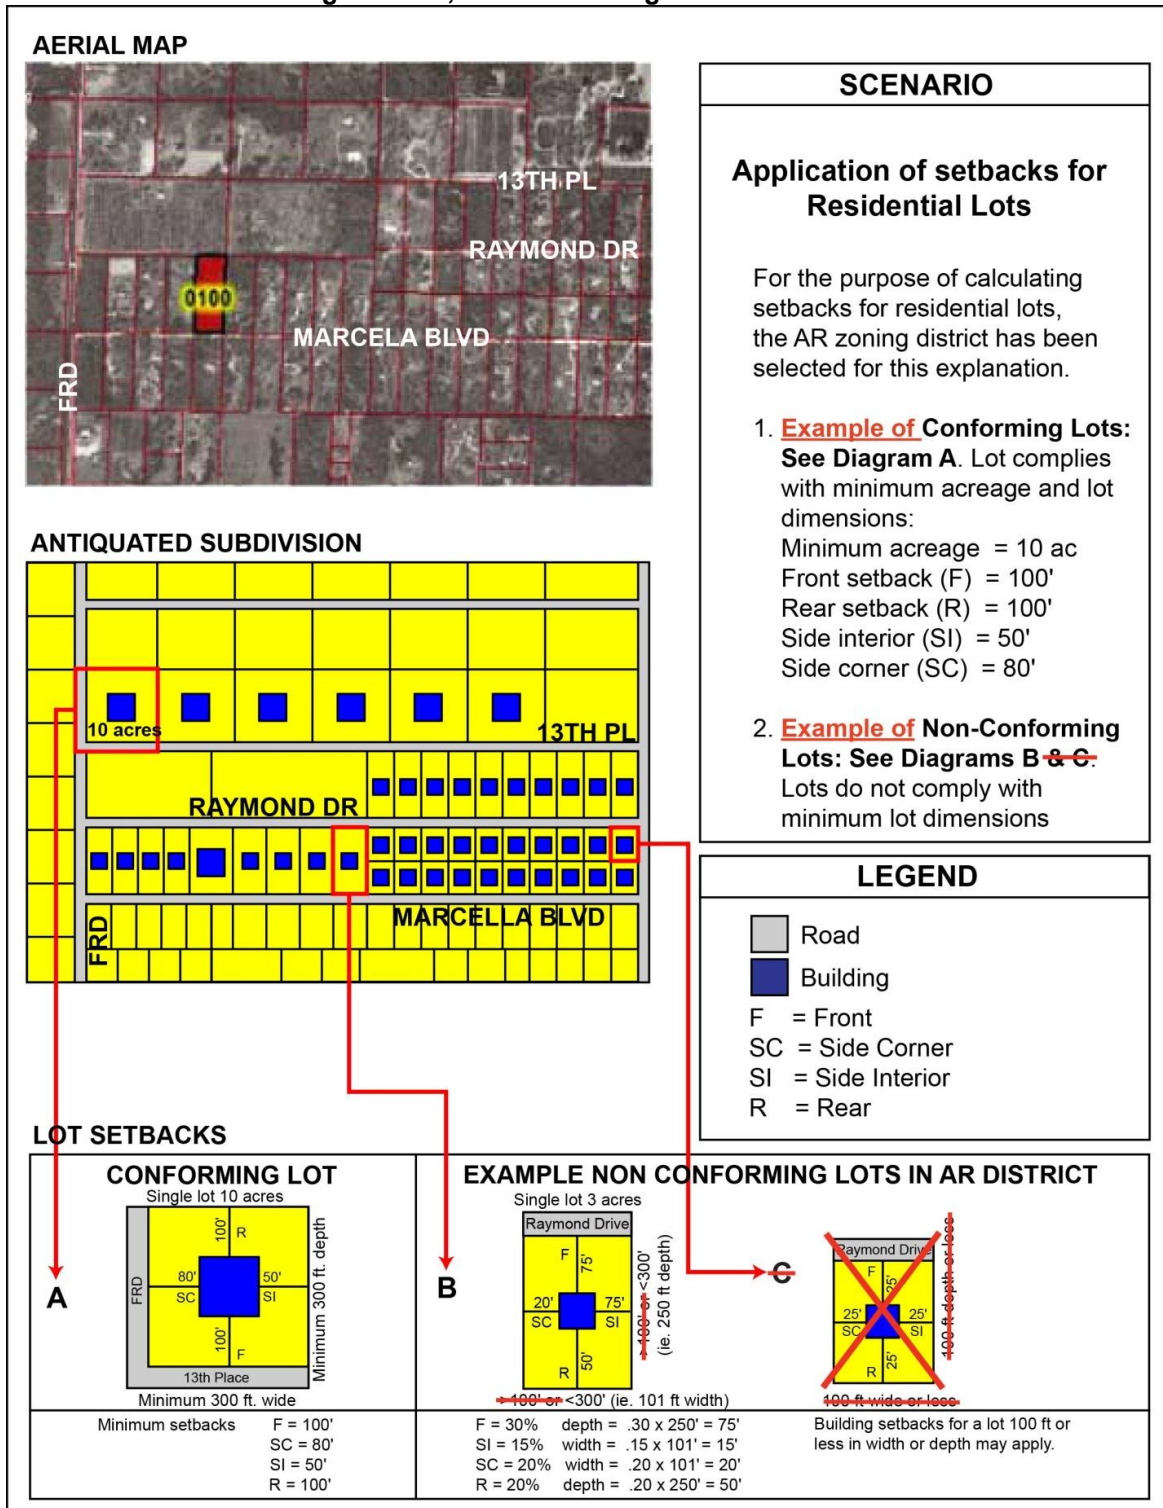 AERIAL MAP
13TH PL
RAYMOND DR
0100
MARCELA BLVD
FRD
SCENARIO
Application of setbacks for
Residential Lots
For the purpose of calculating
setbacks for residential lots,
the AR zoning district has been
selected for this explanation.
1. Example of Conforming Lots:
See Diagram A. Lot complies
with minimum acreage and lot
dimensions:
Minimum acreage = 10 ac
Front setback (F) = 100'
Rear setback (R) = 100'
Side interior (SI) = 50'
Side corner (SC) = 80'
2. Example of Non-Conforming
Lots: See Diagrams B & C.
Lots do not comply with
minimum lot dimensions
ANTIQUATED SUBDIVISION
10 acres
13TH PL
RAYMOND DR
MARCELLA BLVD
FRD
LEGEND
Road
Building
F = Front
SC = Side Corner
SI = Side Interior
R = Rear
LOT SETBACKS
CONFORMING LOT
Single lot 10 acres
A
FRD
100'
R
80'
SC
50'
SI
100'
F
13th Place
Minimum 300 ft. depth
Minimum 300 ft. wide
Minimum setbacks F = 100'
SC = 80'
SI = 50'
R = 100'
EXAMPLE NON CONFORMING LOTS IN AR DISTRICT
Single lot 3 acres
B
Raymond Drive
F
75'
20'
SC
75'
SI
R
50'
>100' or <300'
(ie. 250 ft depth)
>100' or <300' (ie. 101 ft width)
F = 30% depth = .30 x 250' = 75'
SI = 15% width = .15 x 101' = 15'
SC = 20% width = .20 x 101' = 20'
R = 20% depth = .20 x 250' = 50'
C
Raymond Drive
F
25'
25'
SC
25'
SI
R
25'
100 ft depth or less
100 ft wide or less
Building setbacks for a lot 100 ft or
less in width or depth may apply.